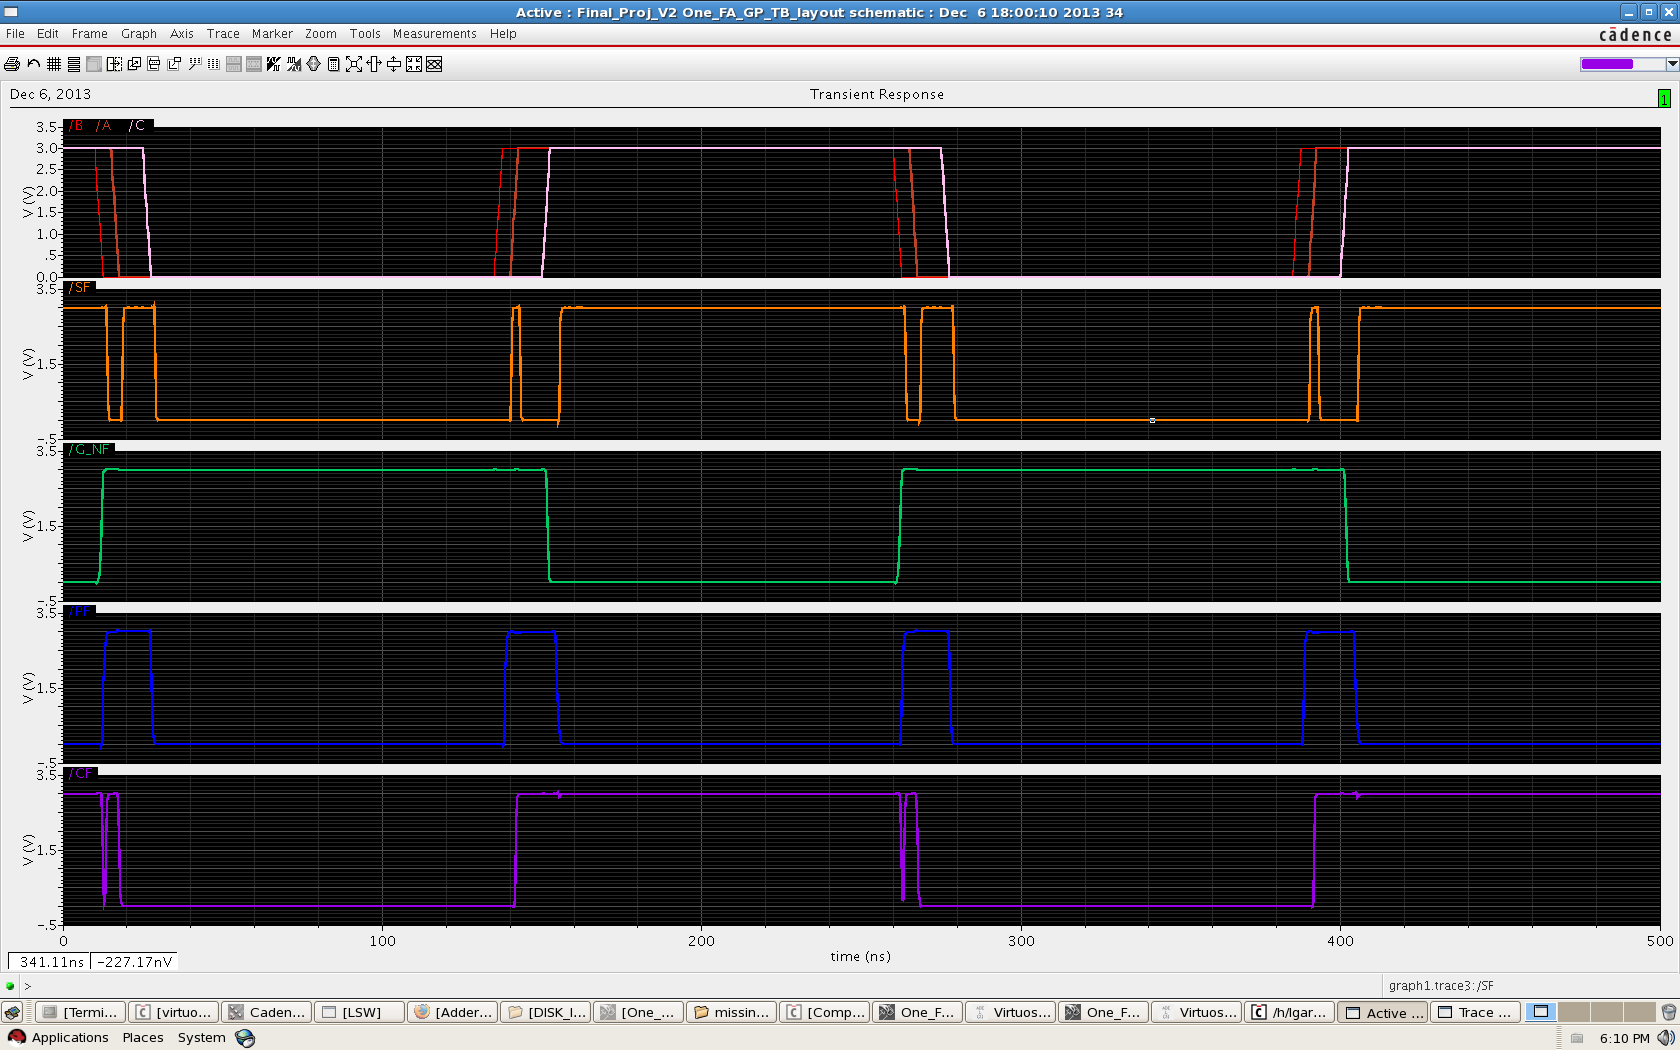 Active : Final_Proj_V2 One_FA_GP_TB_layout schematic : Dec 6 18:00:10 2013 34
File Edit Frame Graph Axis Trace Marker Zoom Tools Measurements Help
cādence
Dec 6, 2013
Transient Response
1
/B /A /C
3.5
3.0
2.5
2.0
1.5
1.0
.5
0.0
V (V)
/SF
3.5
1.5
-.5
V (V)
/G_NF
3.5
1.5
-.5
V (V)
/PF
3.5
1.5
-.5
V (V)
/CF
3.5
1.5
-.5
V (V)
0 100 200 300 400 500
time (ns)
341.11ns -227.17nV
>
graph1.trace3:/SF
[Termi... [virtuo... Caden... [LSW] [Adder... [DISK_I... [One_... missin... [Comp... One_F... Virtuos... One_F... Virtuos... /h/lgar... Active ... Trace ...
Applications Places System
6:10 PM